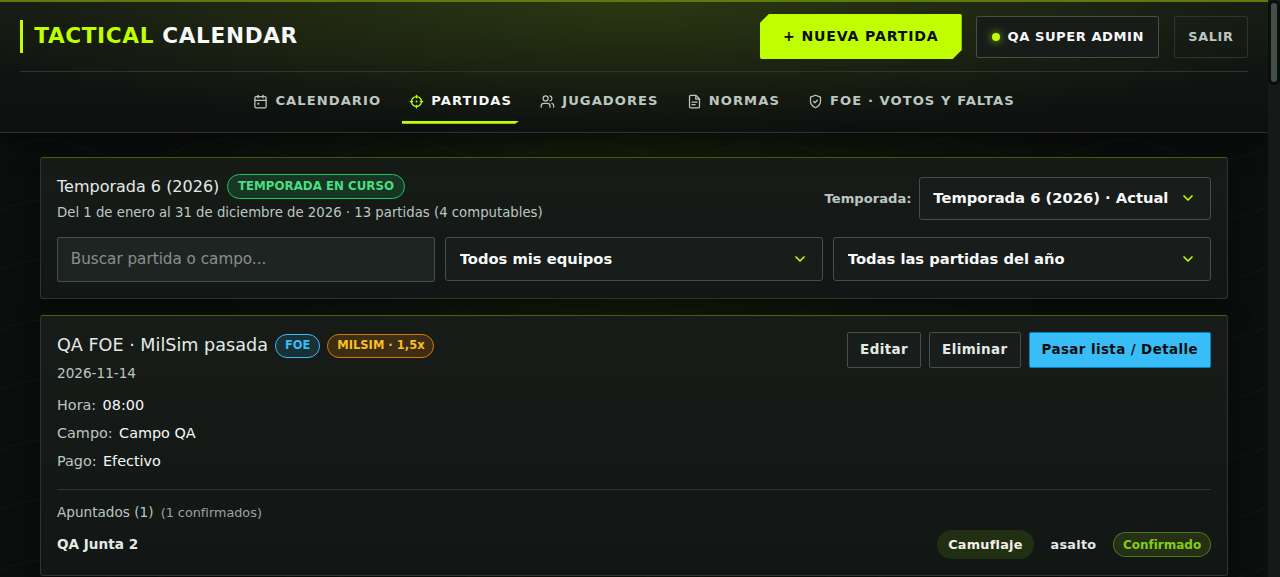 TACTICAL CALENDAR
+ NUEVA PARTIDA
QA SUPER ADMIN
SALIR
CALENDARIO
PARTIDAS
JUGADORES
NORMAS
FOE · VOTOS Y FALTAS
Temporada 6 (2026) TEMPORADA EN CURSO
Del 1 de enero al 31 de diciembre de 2026 · 13 partidas (4 computables)
Temporada: Temporada 6 (2026) · Actual
Buscar partida o campo...
Todos mis equipos
Todas las partidas del año
QA FOE · MilSim pasada FOE MILSIM · 1,5x
Editar
Eliminar
Pasar lista / Detalle
2026-11-14
Hora: 08:00
Campo: Campo QA
Pago: Efectivo
Apuntados (1) (1 confirmados)
QA Junta 2
Camuflaje
asalto
Confirmado